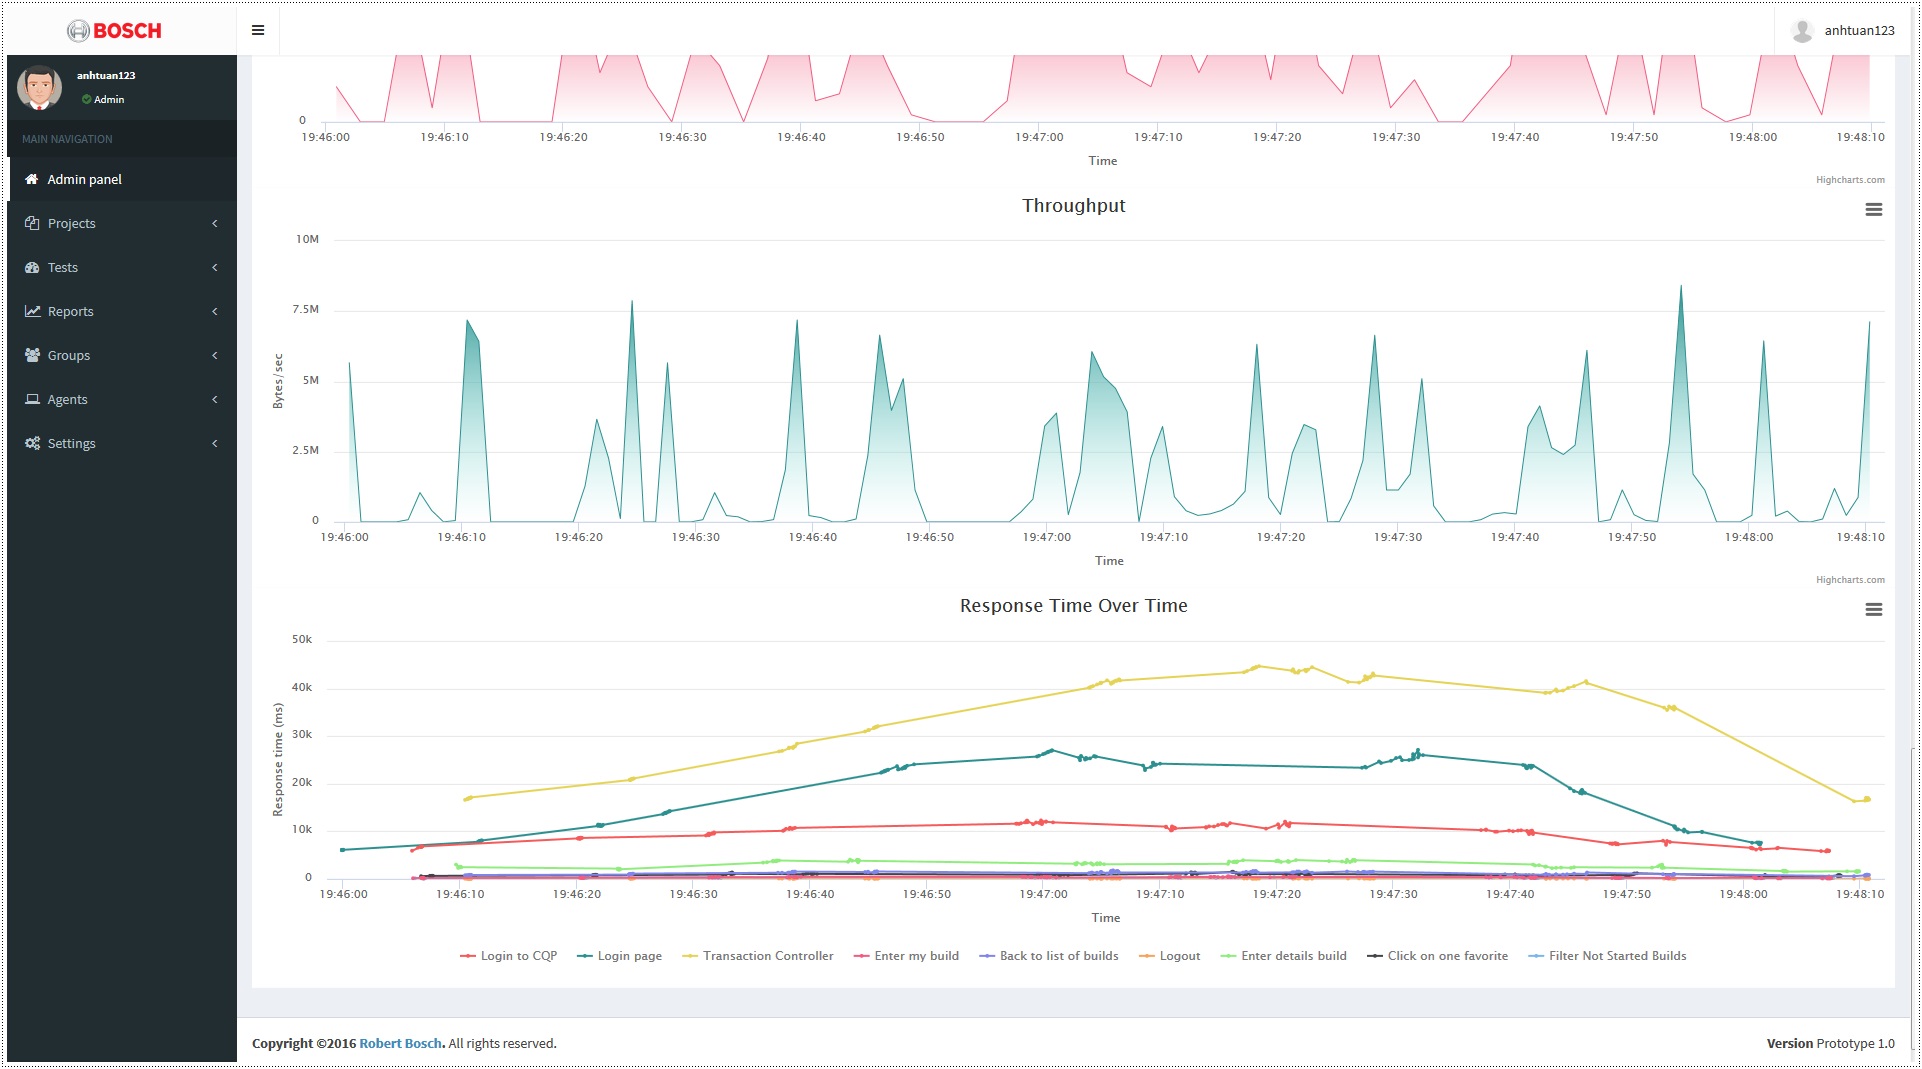 BOSCH
anhtuan123
anhtuan123
Admin
MAIN NAVIGATION
Admin panel
Projects
Tests
Reports
Groups
Agents
Settings
0
19:46:00 19:46:10 19:46:20 19:46:30 19:46:40 19:46:50 19:47:00 19:47:10 19:47:20 19:47:30 19:47:40 19:47:50 19:48:00 19:48:10
Time
Highcharts.com
Throughput
10M
7.5M
5M
2.5M
0
Bytes/sec
19:46:00 19:46:10 19:46:20 19:46:30 19:46:40 19:46:50 19:47:00 19:47:10 19:47:20 19:47:30 19:47:40 19:47:50 19:48:00 19:48:10
Time
Highcharts.com
Response Time Over Time
50k
40k
30k
20k
10k
0
Response time (ms)
19:46:00 19:46:10 19:46:20 19:46:30 19:46:40 19:46:50 19:47:00 19:47:10 19:47:20 19:47:30 19:47:40 19:47:50 19:48:00 19:48:10
Time
Login to CQP Login page Transaction Controller Enter my build Back to list of builds Logout Enter details build Click on one favorite Filter Not Started Builds
Copyright ©2016 Robert Bosch. All rights reserved.
Version Prototype 1.0